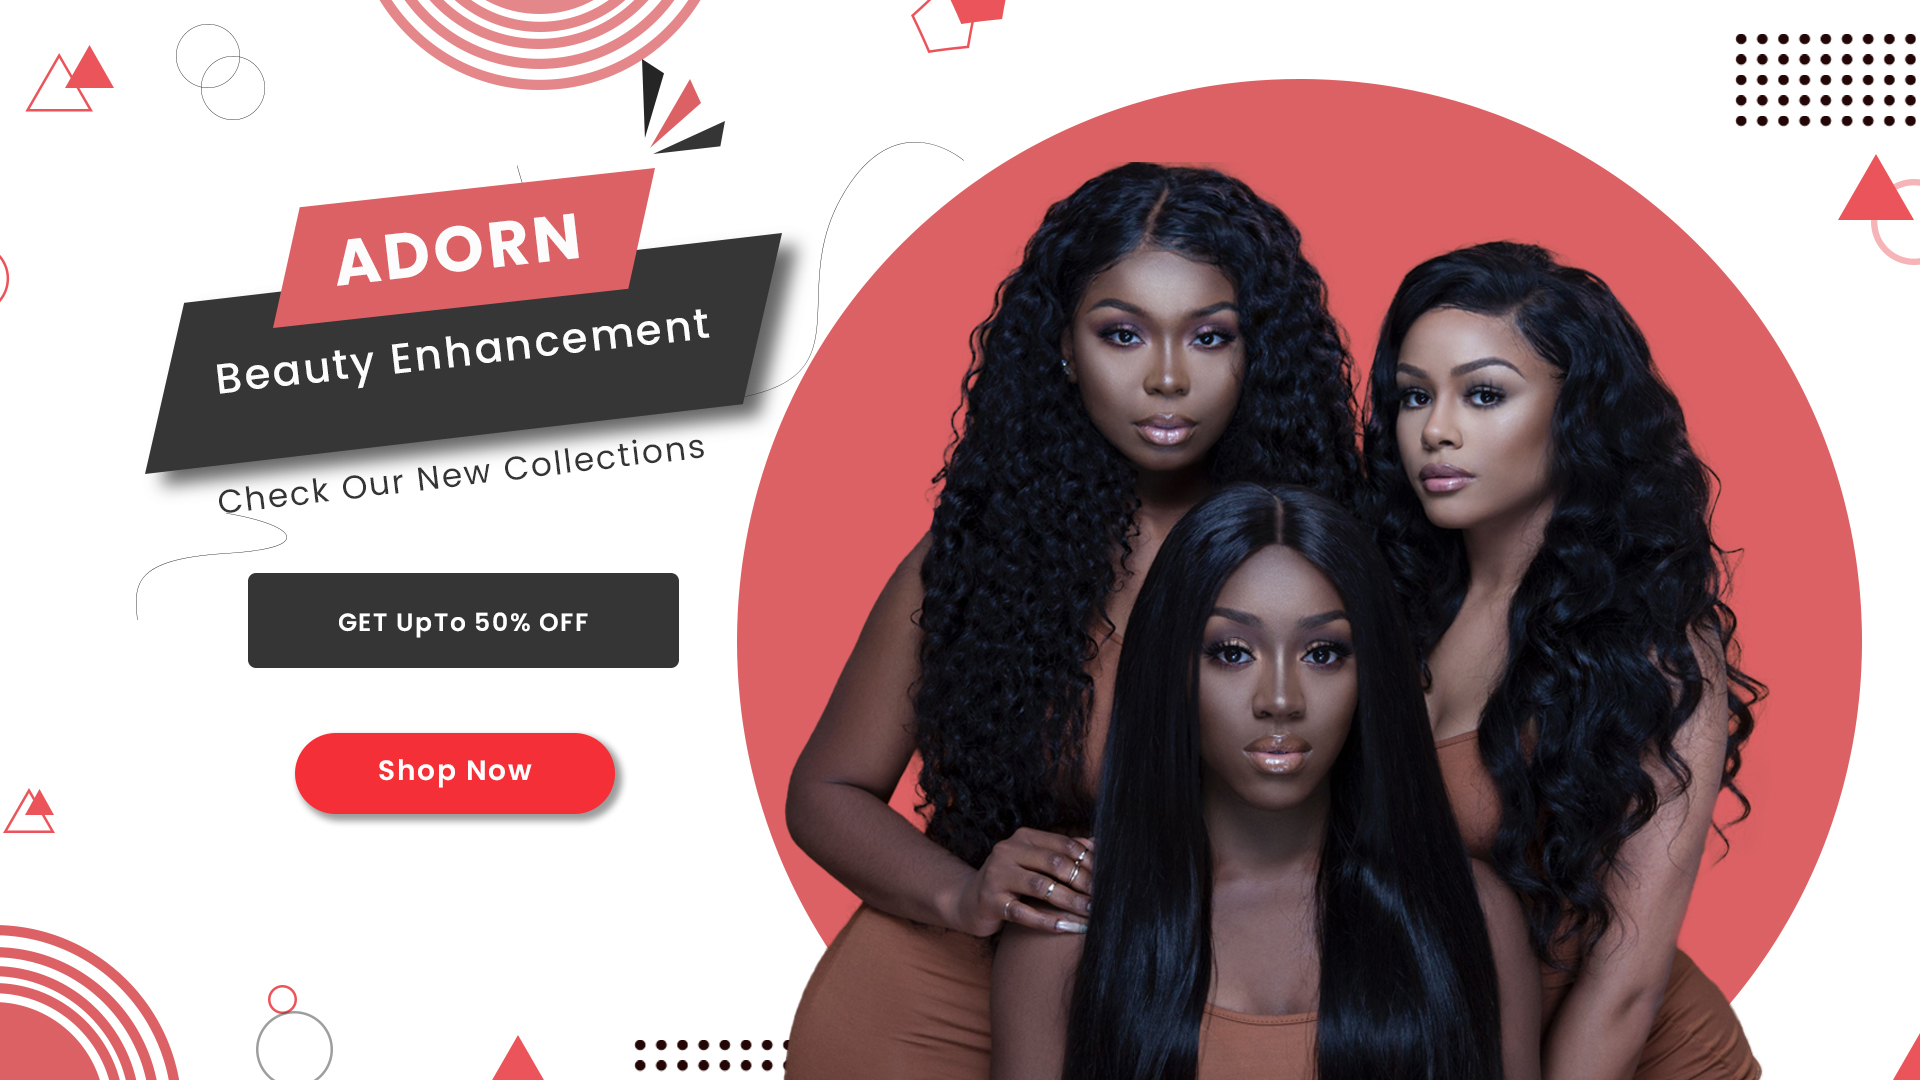 ADORN
Beauty Enhancement
Check Our New Collections
GET UpTo 50% OFF
Shop Now